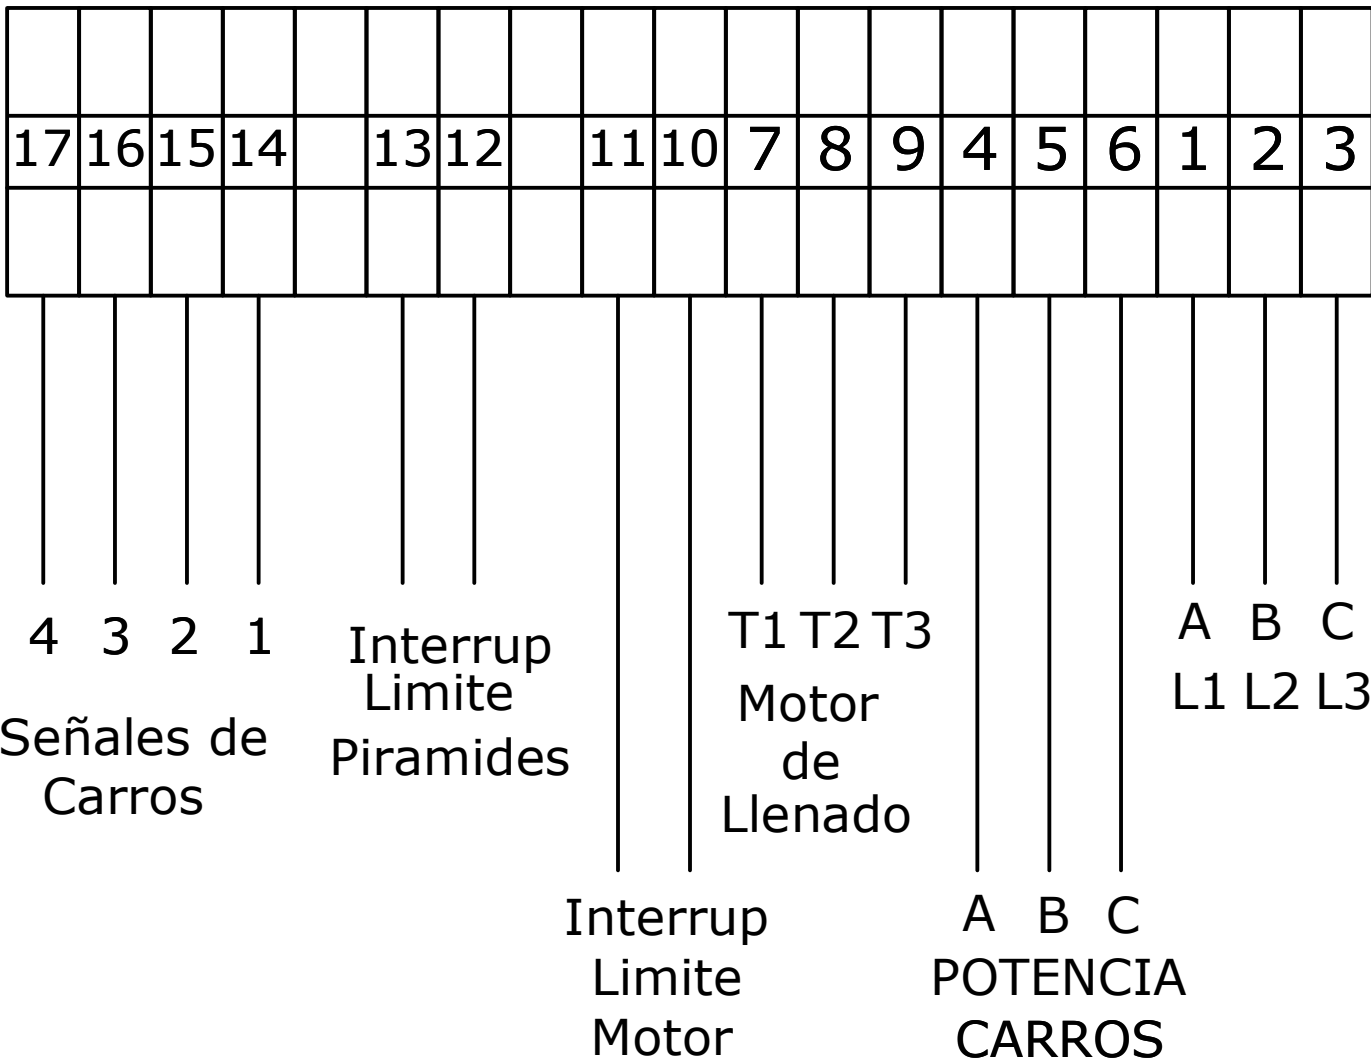 17 16 15 14 13 12 11 10 7 8 9 4 5 6 1 2 3
4 3 2 1
Señales de
Carros
Interrup
Limite
Piramides
Interrup
Limite
Motor
T1 T2 T3
Motor
de
Llenado
A B C
POTENCIA
CARROS
A B C
L1 L2 L3